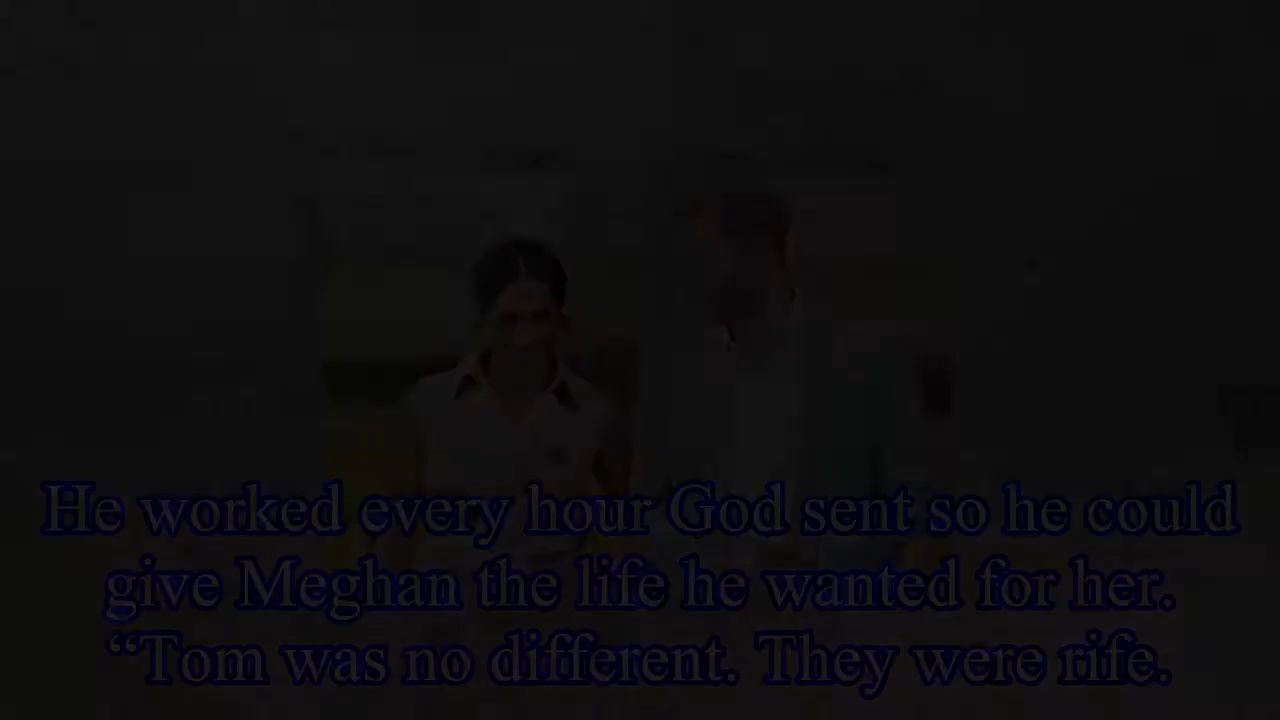 He worked every hour God sent so he could
give Meghan the life he wanted for her.
“Tom was no different. They were rife.